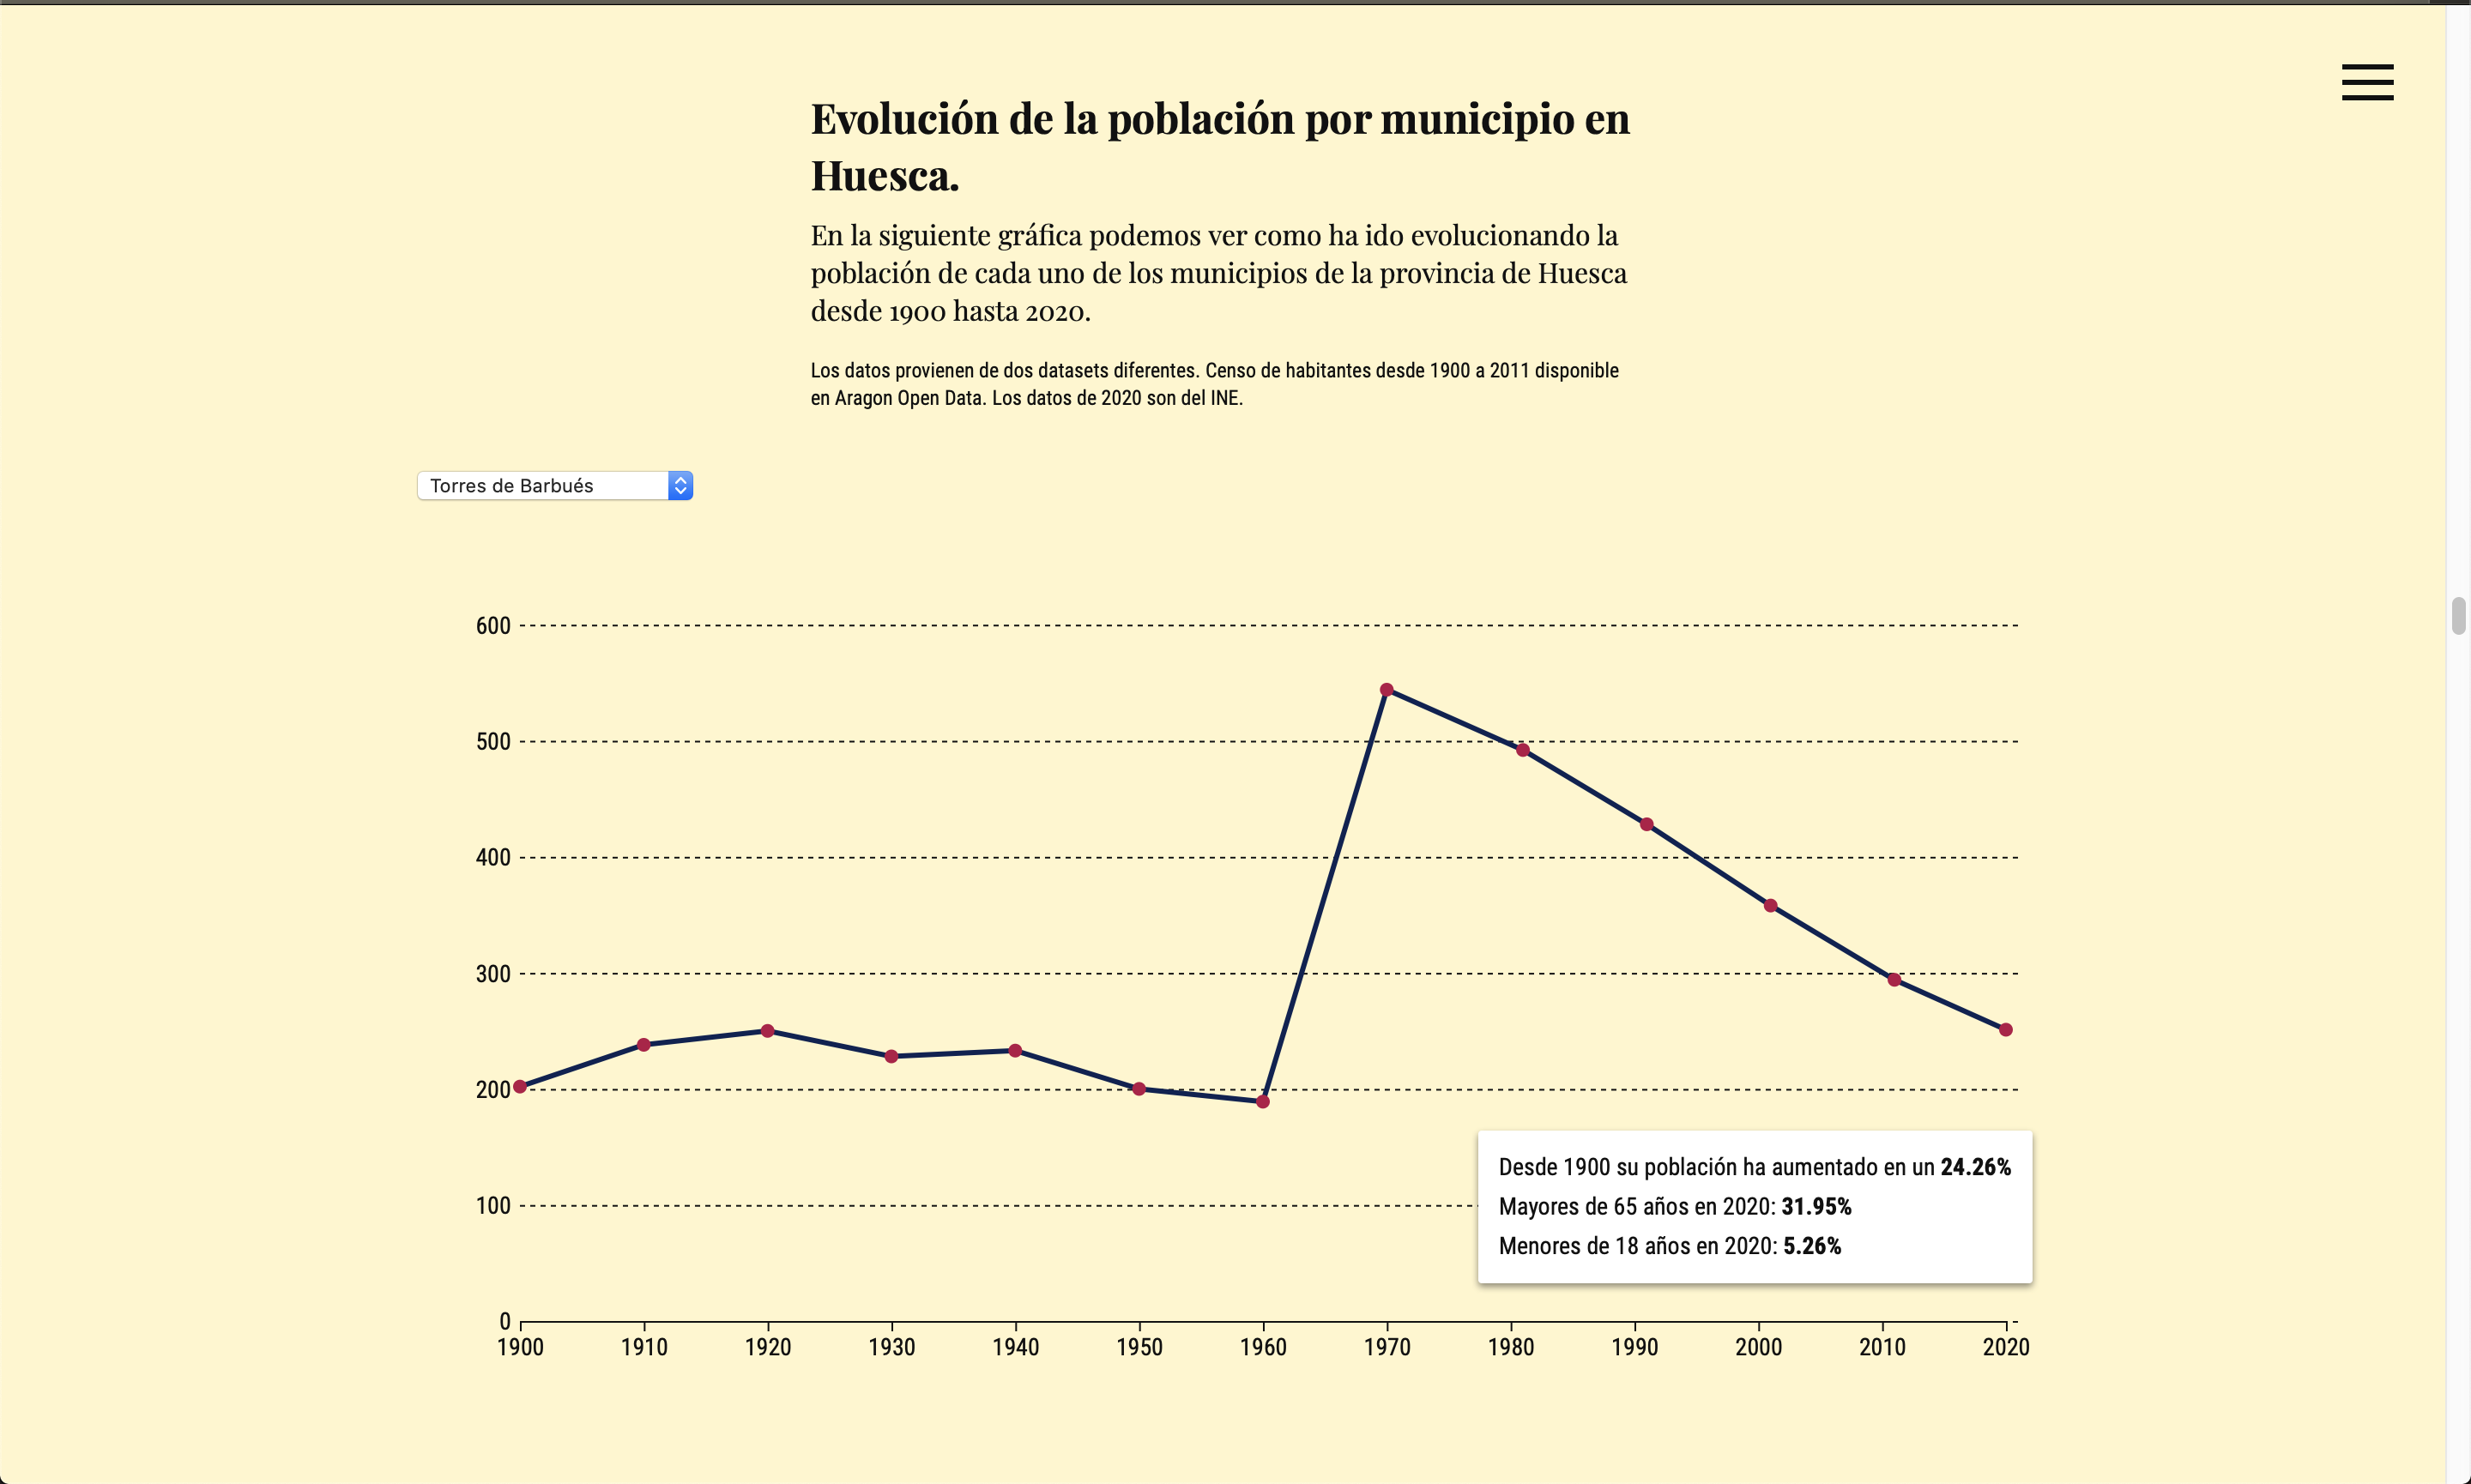 Evolución de la población por municipio en
Huesca.
En la siguiente gráfica podemos ver como ha ido evolucionando la
población de cada uno de los municipios de la provincia de Huesca
desde 1900 hasta 2020.
Los datos provienen de dos datasets diferentes. Censo de habitantes desde 1900 a 2011 disponible
en Aragon Open Data. Los datos de 2020 son del INE.
Torres de Barbués
600
500
400
300
200
100
0
Desde 1900 su población ha aumentado en un 24.26%
Mayores de 65 años en 2020: 31.95%
Menores de 18 años en 2020: 5.26%
1900 1910 1920 1930 1940 1950 1960 1970 1980 1990 2000 2010 2020